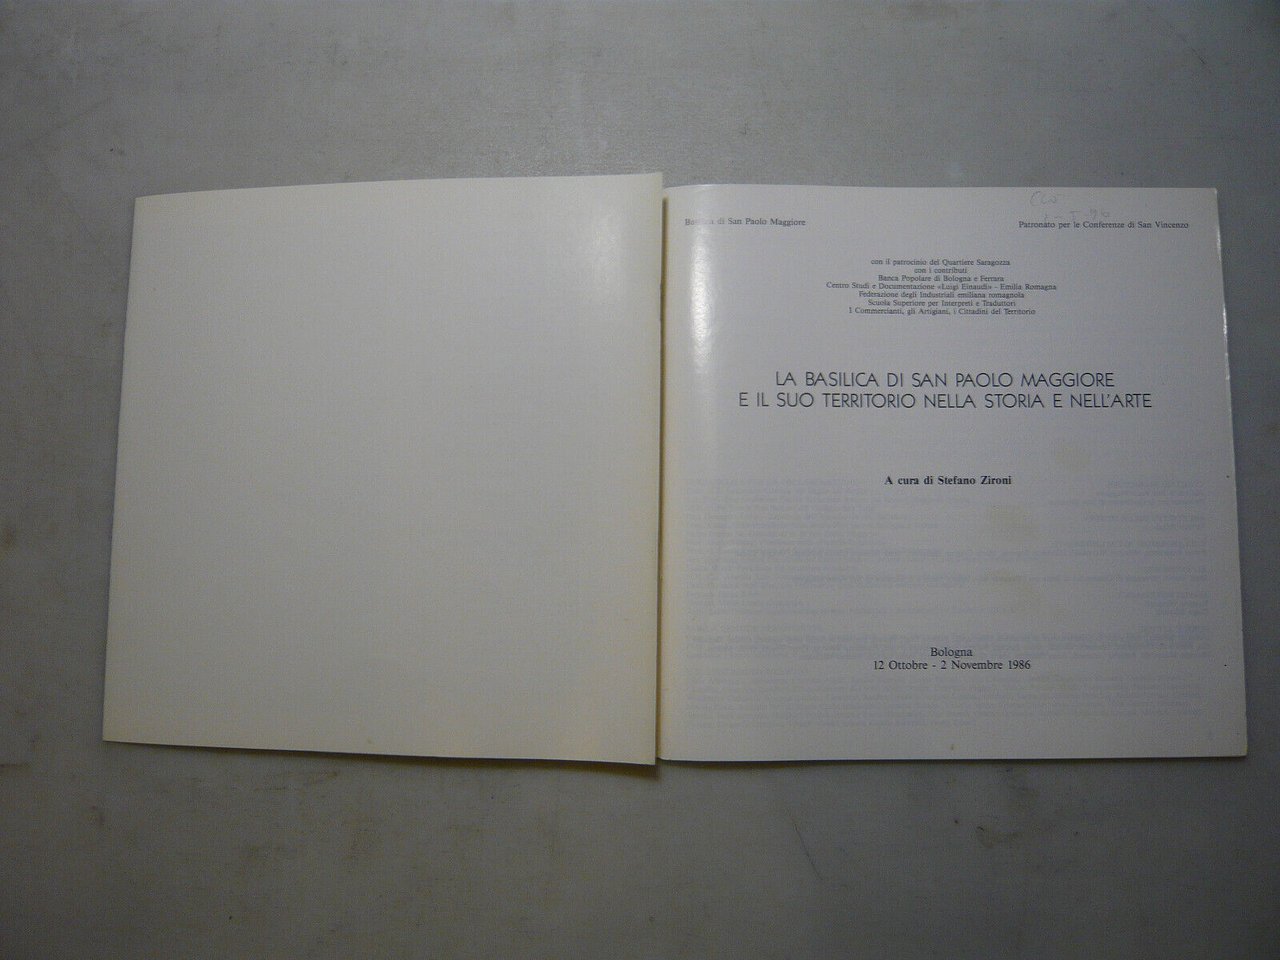 Basilica di San Paolo Maggiore
Patronato per le Conferenze di San Vincenzo
con il patrocinio del Quartiere Saragozza
con i contributi
Banca Popolare di Bologna e Ferrara
Centro Studi e Documentazione «Luigi Einaudi» - Emilia Romagna
Federazione degli Industriali emiliana romagnola
Scuola Superiore per Interpreti e Traduttori
I Commercianti, gli Artigiani, i Cittadini del Territorio
LA BASILICA DI SAN PAOLO MAGGIORE
E IL SUO TERRITORIO NELLA STORIA E NELL'ARTE
A cura di Stefano Zironi
Bologna
12 Ottobre - 2 Novembre 1986